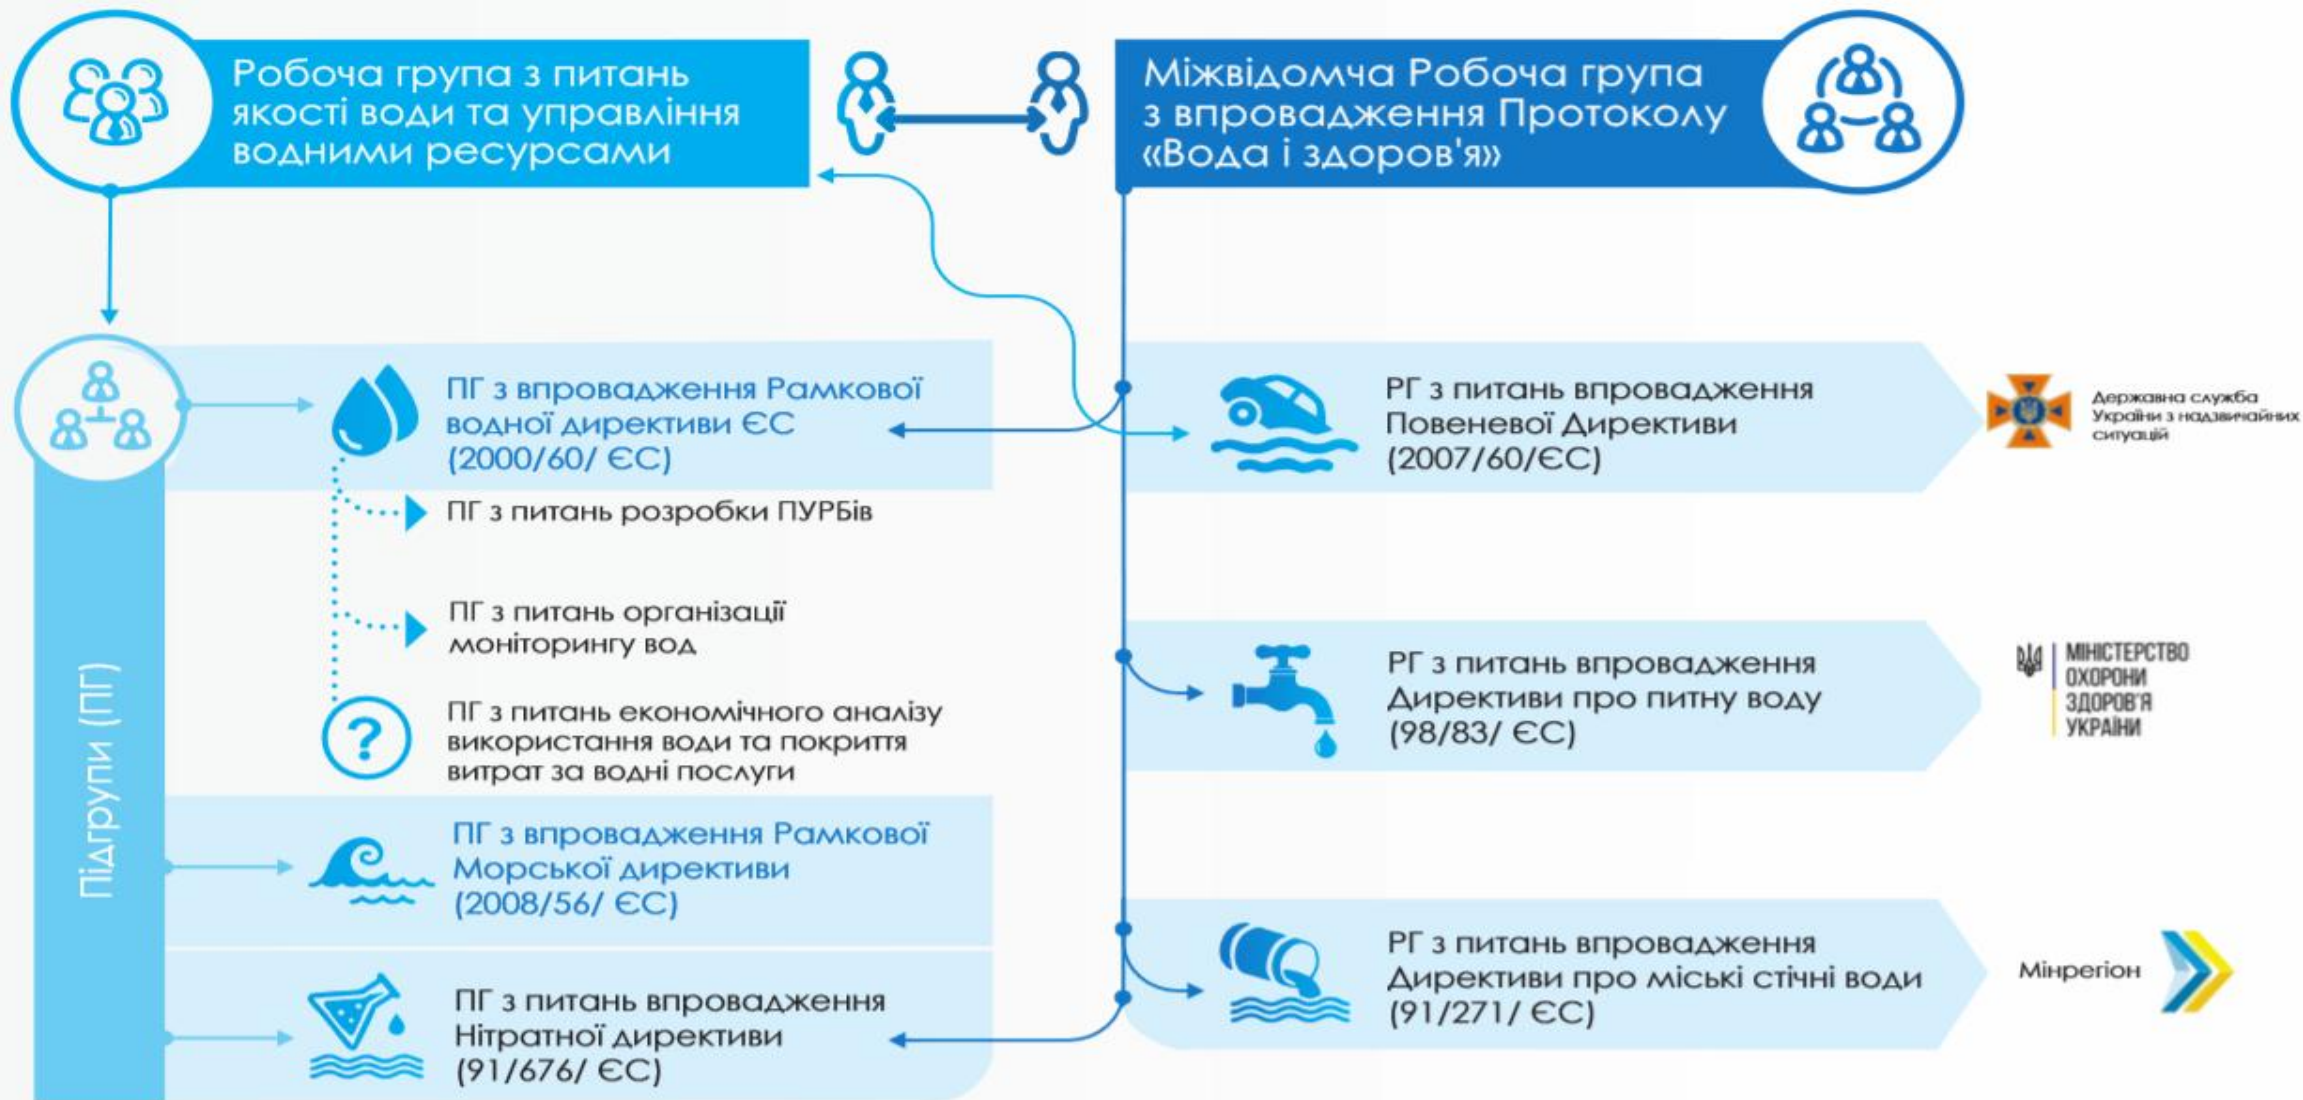 Робоча група з питань
якості води та управління
водними ресурсами
Міжвідомча Робоча група
з впровадження Протоколу
«Вода і здоров'я»
Підгрупи (ПГ)
ПГ з впровадження Рамкової
водної директиви ЄС
(2000/60/ ЄС)
ПГ з питань розробки ПУРБів
ПГ з питань організації
моніторингу вод
?
ПГ з питань економічного аналізу
використання води та покриття
витрат за водні послуги
ПГ з впровадження Рамкової
Морської директиви
(2008/56/ ЄС)
ПГ з питань впровадження
Нітратної директиви
(91/676/ ЄС)
РГ з питань впровадження
Повеневої Директиви
(2007/60/ЄС)
Державна служба
України з надзвичайних
ситуацій
РГ з питань впровадження
Директиви про питну воду
(98/83/ ЄС)
МІНІСТЕРСТВО
ОХОРОНИ
ЗДОРОВ'Я
УКРАЇНИ
РГ з питань впровадження
Директиви про міські стічні води
(91/271/ ЄС)
Мінрегіон